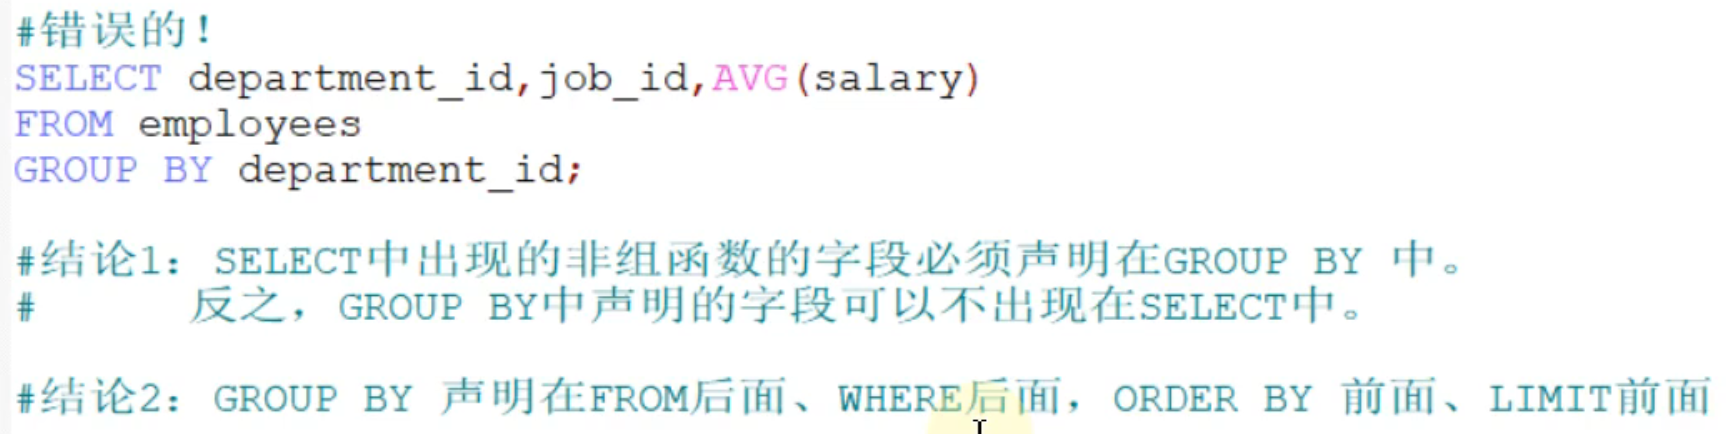 #错误的！
SELECT department_id,job_id,AVG(salary)
FROM employees
GROUP BY department_id;
#结论1：SELECT中出现的非组函数的字段必须声明在GROUP BY 中。
# 反之，GROUP BY中声明的字段可以不出现在SELECT中。
#结论2：GROUP BY 声明在FROM后面、WHERE后面，ORDER BY 前面、LIMIT前面